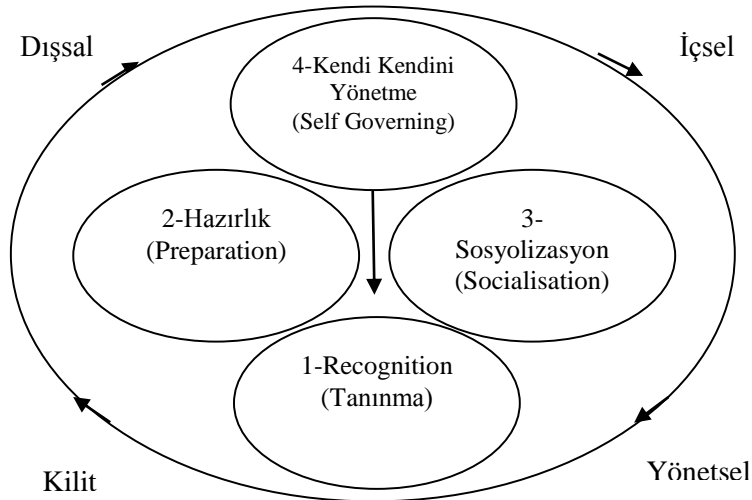 Dışsal
İçsel
4-Kendi Kendini
Yönetme
(Self Governing)
2-Hazırlık
(Preparation)
3-
Sosyolizasyon
(Socialisation)
1-Recognition
(Tanınma)
Kilit
Yönetsel